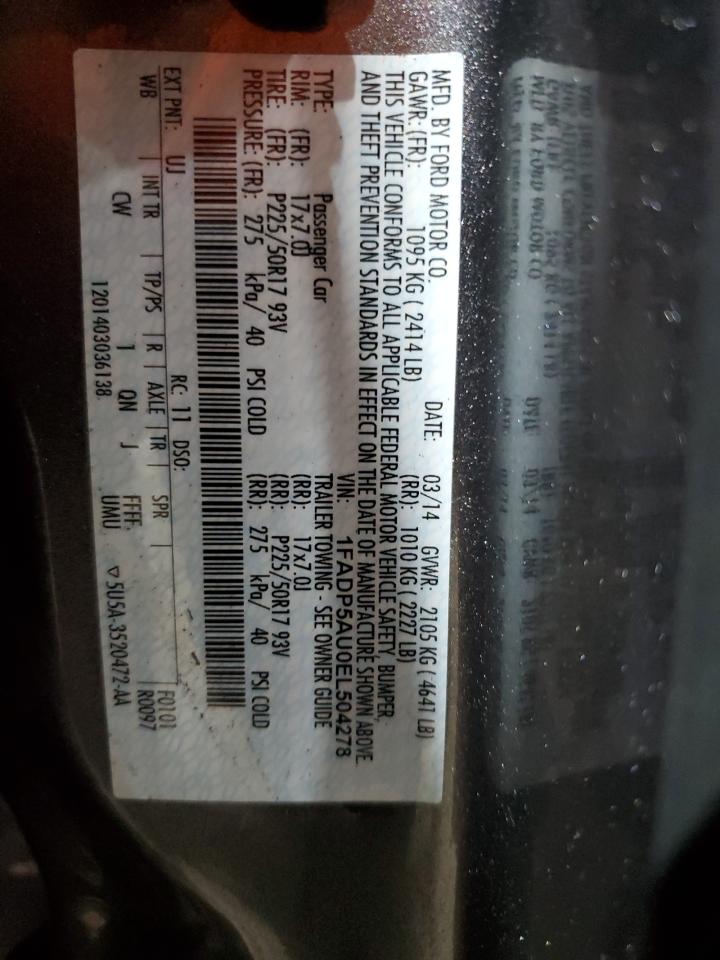 MFD. BY FORD MOTOR CO.
DATE: 03/14 GVWR: 2105 KG ( 4641 LB)
GAWR: (FR): 1095 KG ( 2414 LB) (RR): 1010 KG ( 2227 LB)
THIS VEHICLE CONFORMS TO ALL APPLICABLE FEDERAL MOTOR VEHICLE SAFETY, BUMPER,
AND THEFT PREVENTION STANDARDS IN EFFECT ON THE DATE OF MANUFACTURE SHOWN ABOVE.
VIN: 1FADP5AU0EL504278
TYPE: Passenger Car TRAILER TOWING - SEE OWNER GUIDE
RIM: (FR): 17x7.0J (RR): 17x7.0J
TIRE: (FR): P225/50R17 93V (RR): P225/50R17 93V
PRESSURE: (FR): 275 kPa/ 40 PSI COLD (RR): 275 kPa/ 40 PSI COLD
EXT PNT: UJ RC: 11 DSO: F0101
WB | INT TR | TP/PS | R | AXLE | TR | SPR | R0097
CW 1 QN J FFEF
UMU
1201403036138 ▽5U5A-3520472-AA